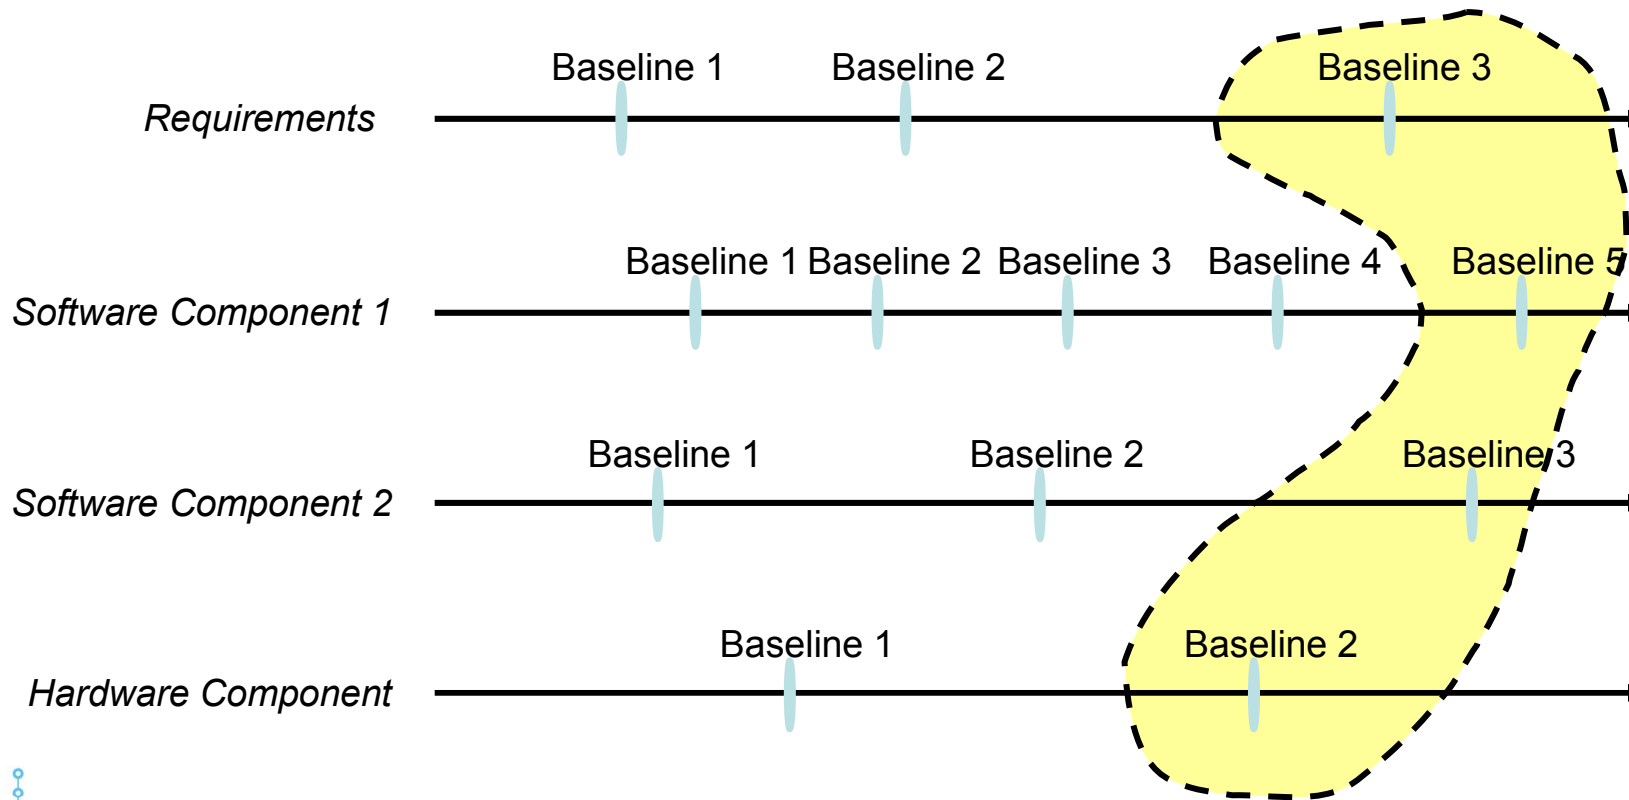 Baseline 1 Baseline 2 Baseline 3
Requirements
Baseline 1 Baseline 2 Baseline 3 Baseline 4 Baseline 5
Software Component 1
Baseline 1 Baseline 2 Baseline 3
Software Component 2
Baseline 1 Baseline 2
Hardware Component